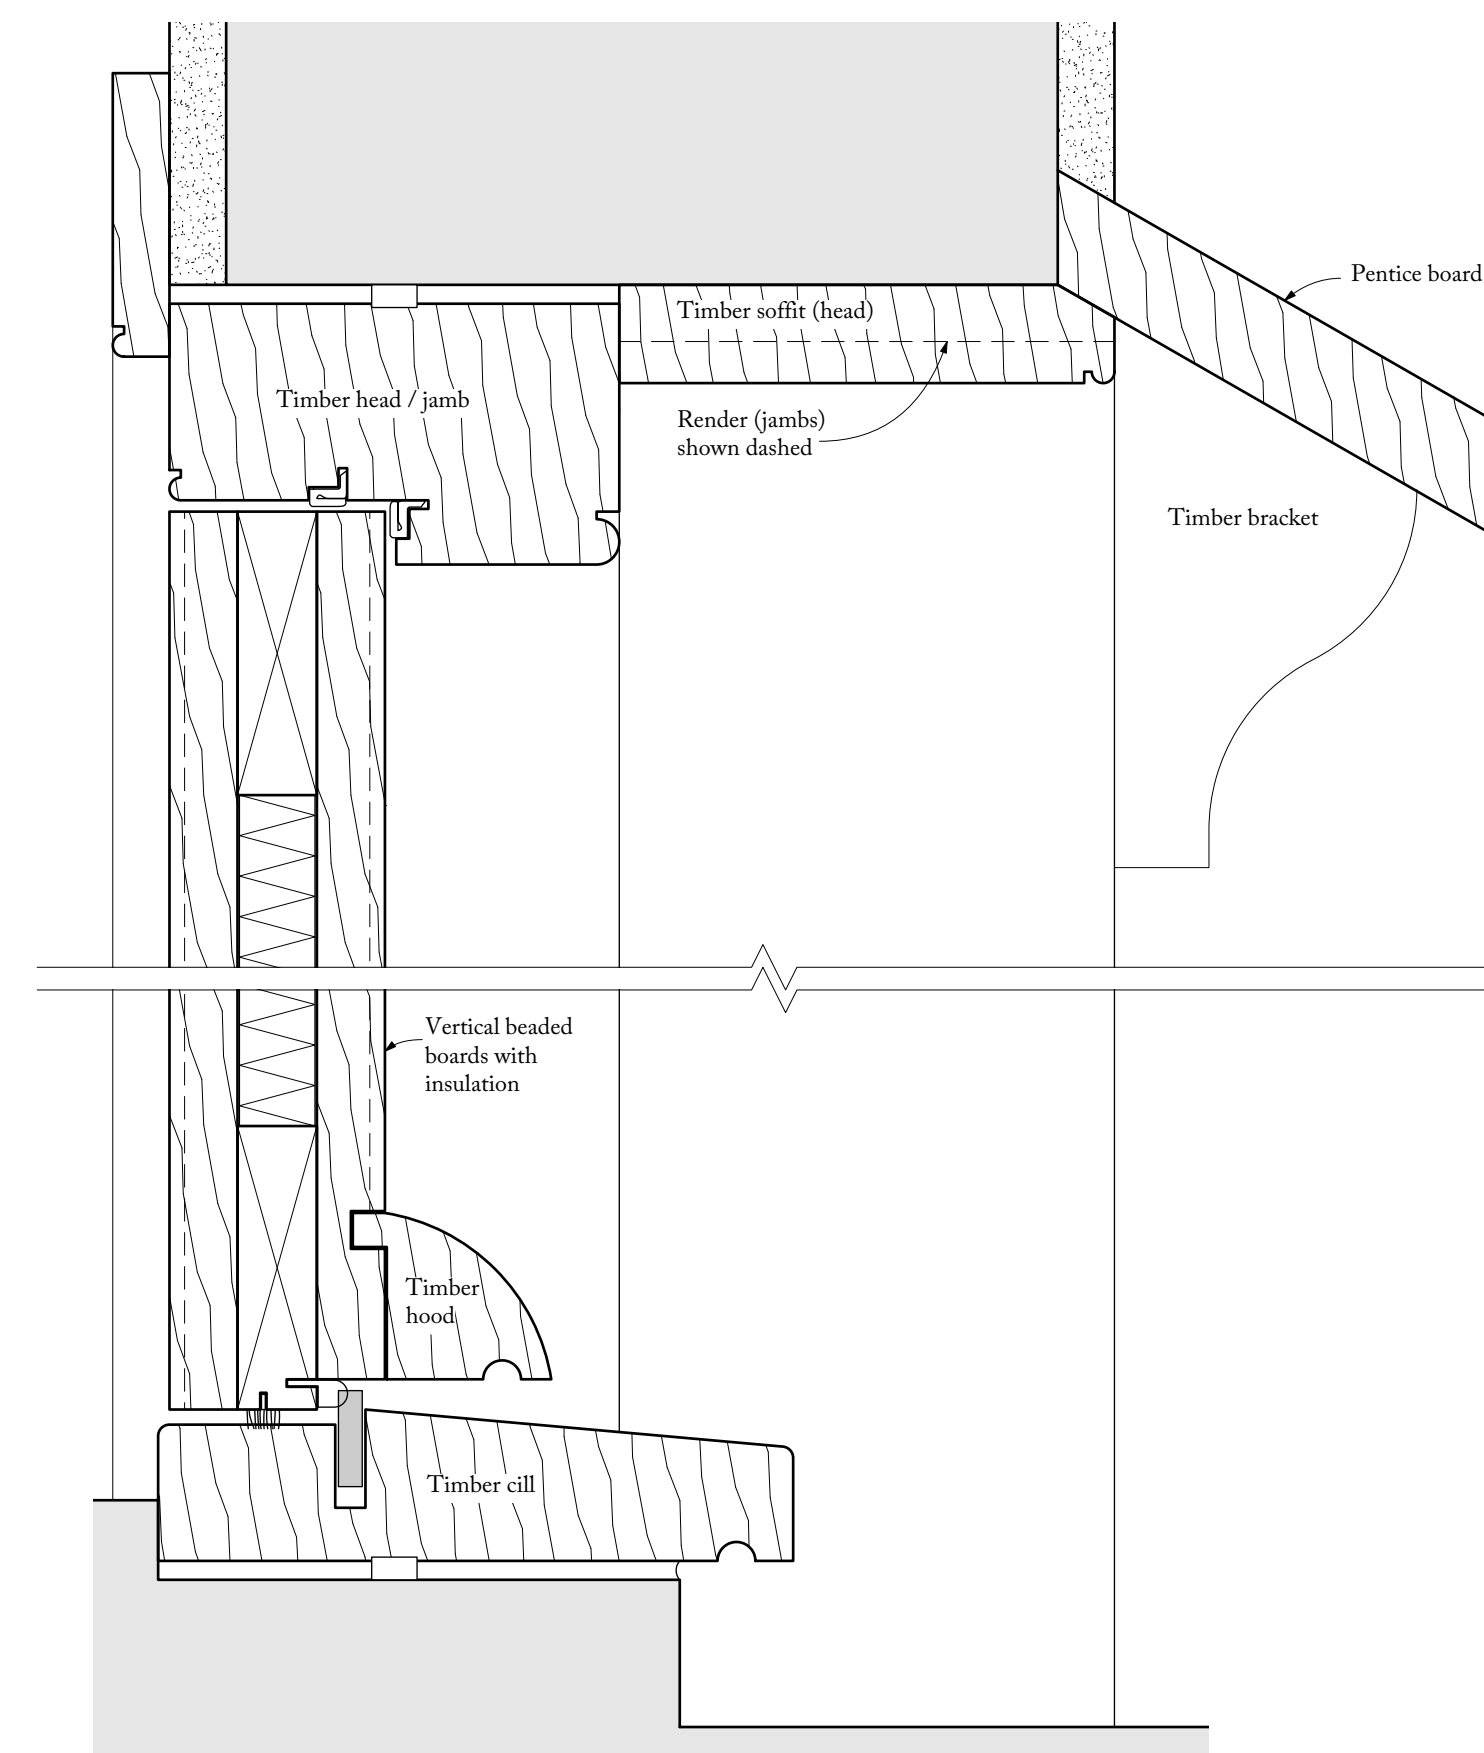 Pentice board
Timber soffit (head)
Timber head / jamb
Render (jambs)
shown dashed
Timber bracket
Vertical beaded
boards with
insulation
Timber
hood
Timber cill